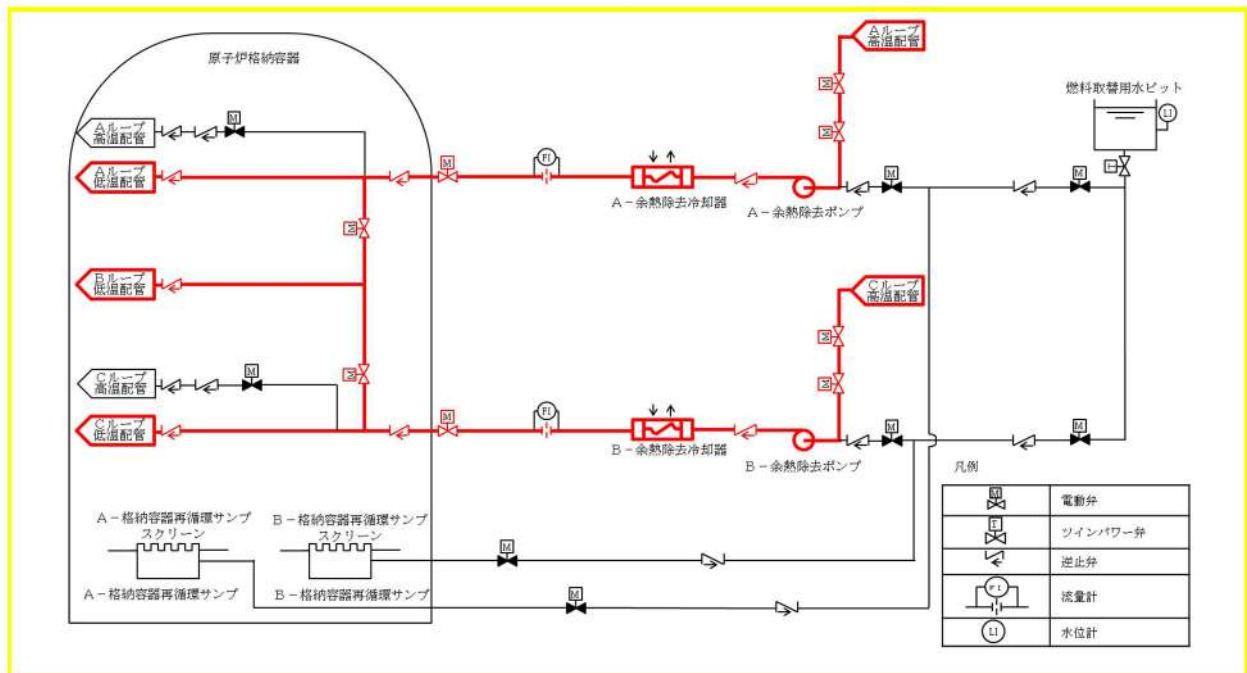 原子炉格納容器
Aループ
高温配管
燃料取替用水ピット
LI
Aループ
高温配管
M
M
M
T
Aループ
低温配管
M
FI
A-余熱除去冷却器
A-余熱除去ポンプ
M
M
M
Bループ
低温配管
Cループ
高温配管
M
M
M
Cループ
高温配管
M
Cループ
低温配管
M
FI
B-余熱除去冷却器
B-余熱除去ポンプ
M
M
凡例
M
電動弁
T
ツインパワー弁
逆止弁
FI
流量計
LI
水位計
A-格納容器再循環サンプ
スクリーン
B-格納容器再循環サンプ
スクリーン
M
A-格納容器再循環サンプ
B-格納容器再循環サンプ
M